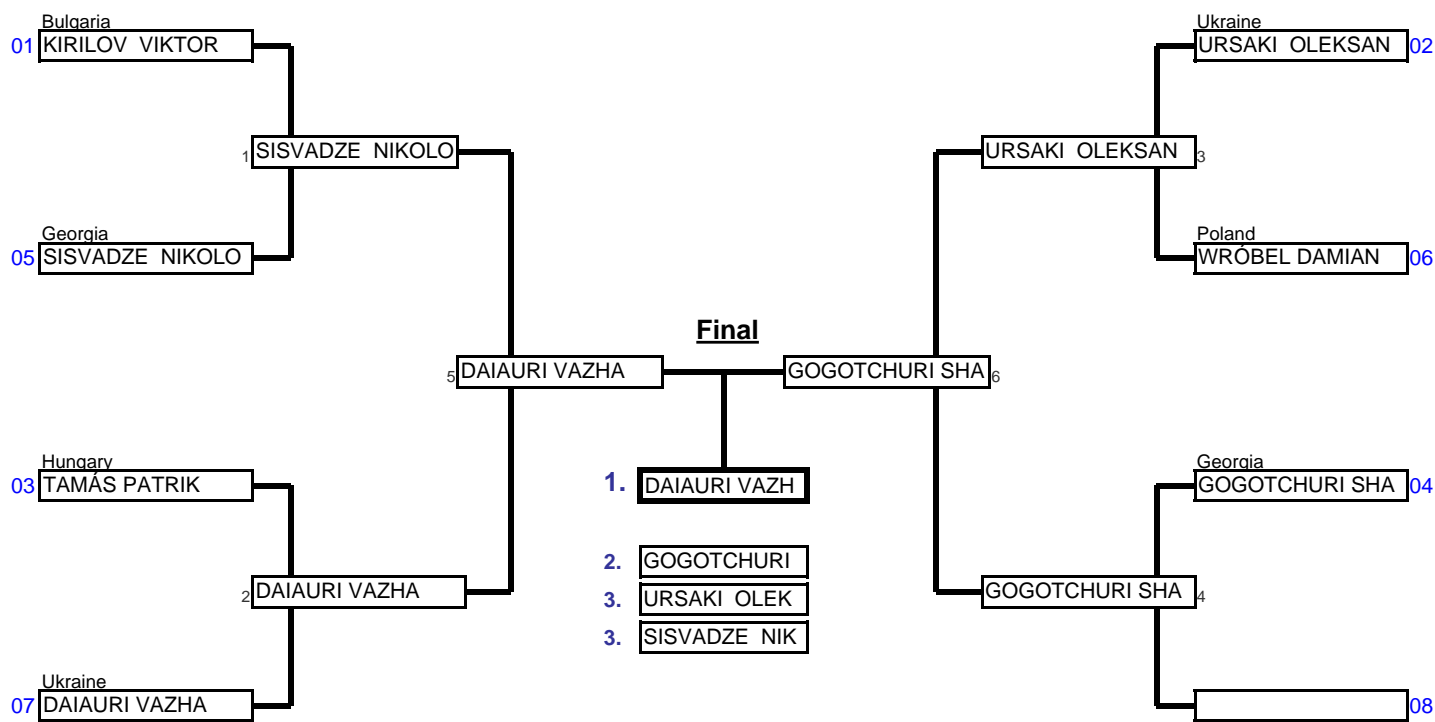 Bulgaria
01 KIRILOV  VIKTOR
Ukraine
URSAKI  OLEKSAN 02
1 SISVADZE  NIKOLO
URSAKI  OLEKSAN 3
Georgia
05 SISVADZE  NIKOLO
Poland
WRÓBEL DAMIAN 06
Final
5 DAIAURI VAZHA
GOGOTCHURI SHA 6
Hungary
03 TAMÁS PATRIK
1. DAIAURI VAZH
Georgia
GOGOTCHURI SHA 04
2. GOGOTCHURI
2 DAIAURI VAZHA
3. URSAKI  OLEK
GOGOTCHURI SHA 4
3. SISVADZE  NIK
Ukraine
07 DAIAURI VAZHA
08